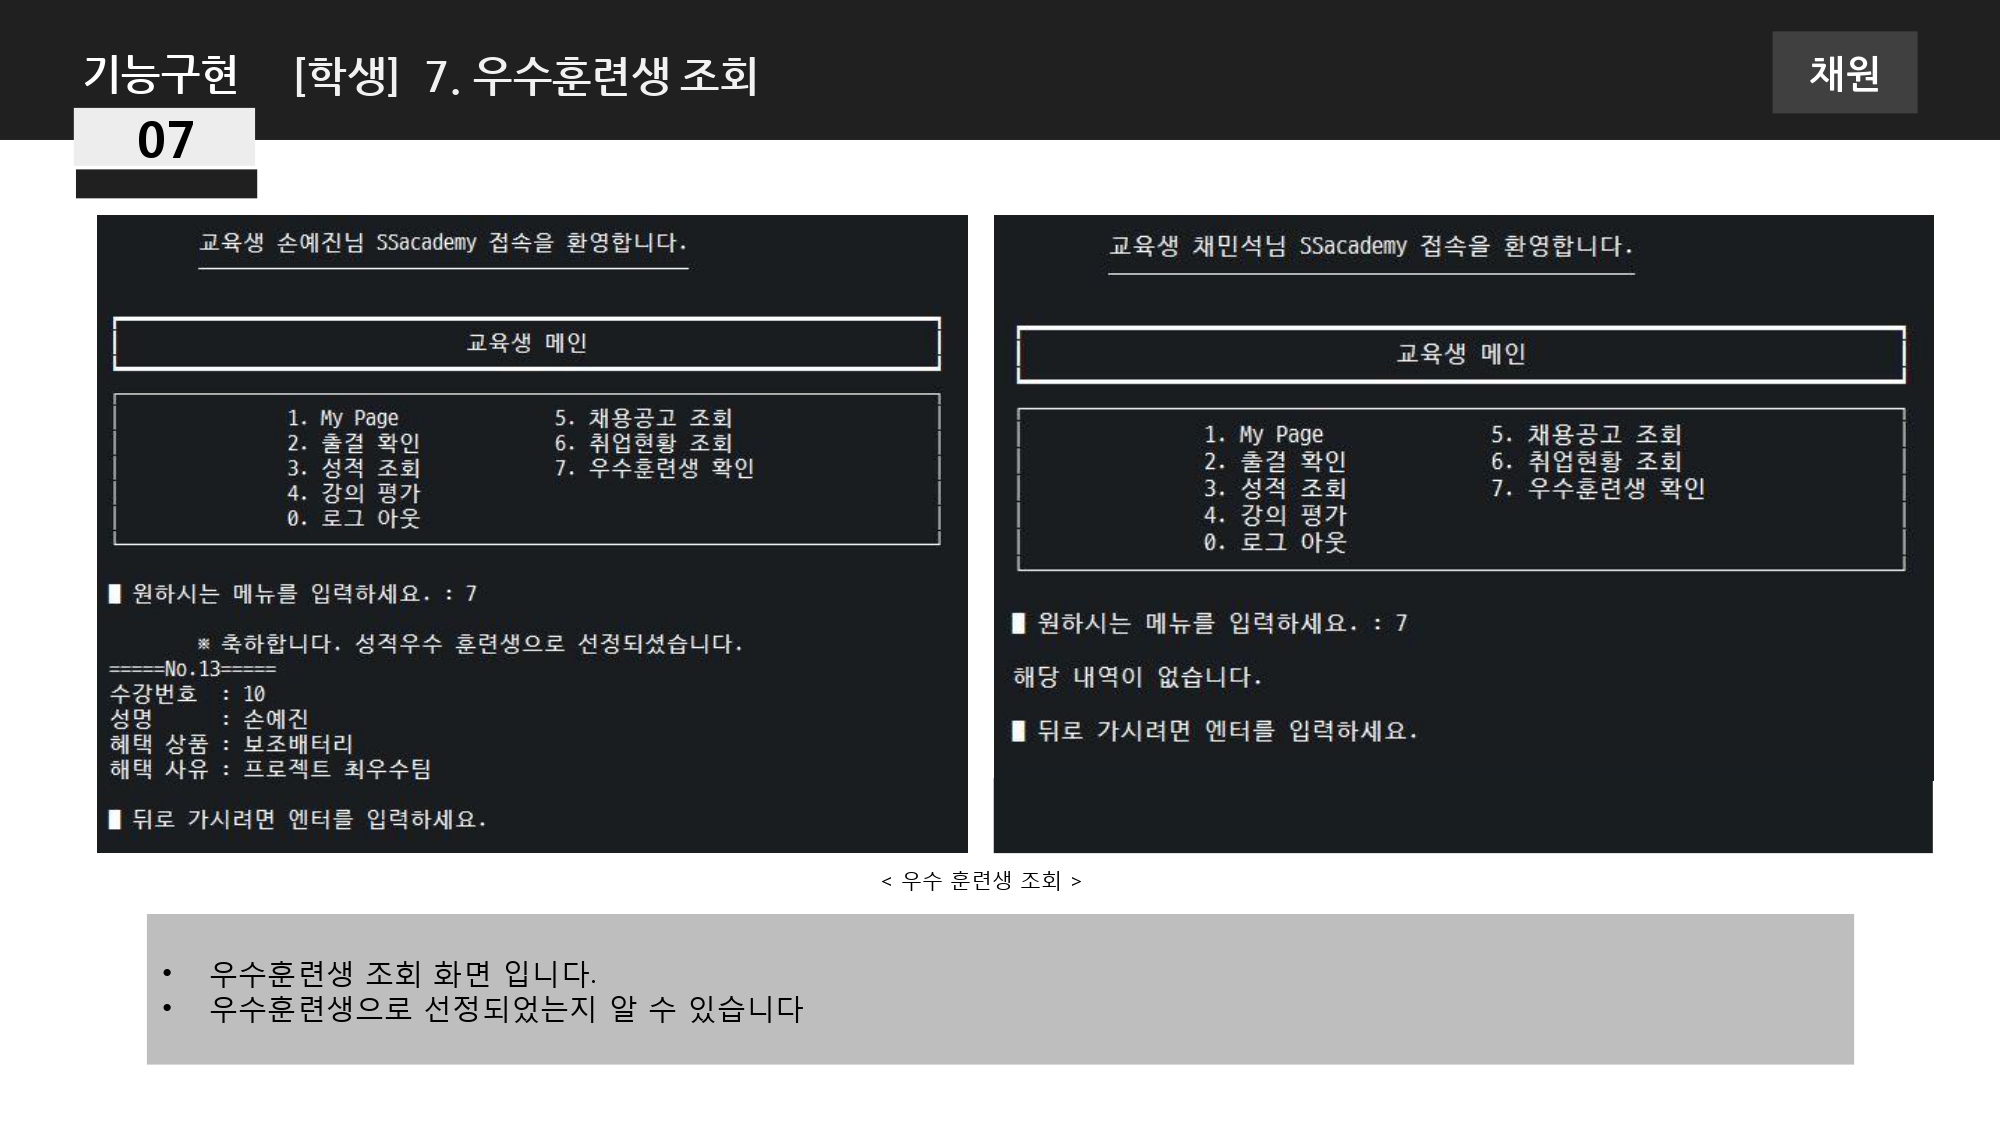 기능구현
[학생] 7. 우수훈련생 조회
채원
07
교육생 손예진님 SSacademy 접속을 환영합니다.
교육생 메인
1. My Page
5. 채용공고 조회
2. 출결 확인
6. 취업현황 조회
3. 성적 조회
7. 우수훈련생 확인
4. 강의 평가
0. 로그 아웃
원하시는 메뉴를 입력하세요. : 7
※ 축하합니다. 성적우수 훈련생으로 선정되셨습니다.
=====No.13=====
수강번호 : 10
성명 : 손예진
혜택 상품 : 보조배터리
해택 사유 : 프로젝트 최우수팀
뒤로 가시려면 엔터를 입력하세요.
교육생 채민석님 SSacademy 접속을 환영합니다.
교육생 메인
1. My Page
5. 채용공고 조회
2. 출결 확인
6. 취업현황 조회
3. 성적 조회
7. 우수훈련생 확인
4. 강의 평가
0. 로그 아웃
원하시는 메뉴를 입력하세요. : 7
해당 내역이 없습니다.
뒤로 가시려면 엔터를 입력하세요.
< 우수 훈련생 조회 >
• 우수훈련생 조회 화면 입니다.
• 우수훈련생으로 선정되었는지 알 수 있습니다